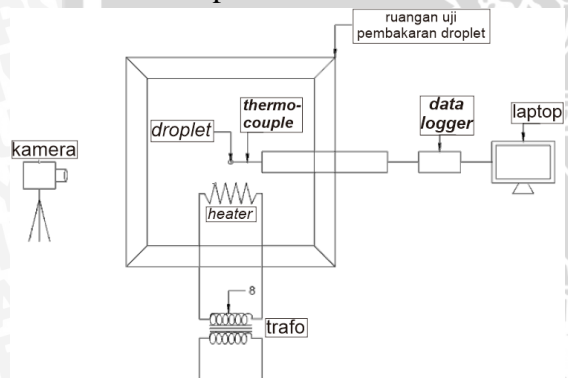 ruangan uji
pembakaran droplet
thermo-
couple
data
logger
laptop
droplet
kamera
heater
8
trafo